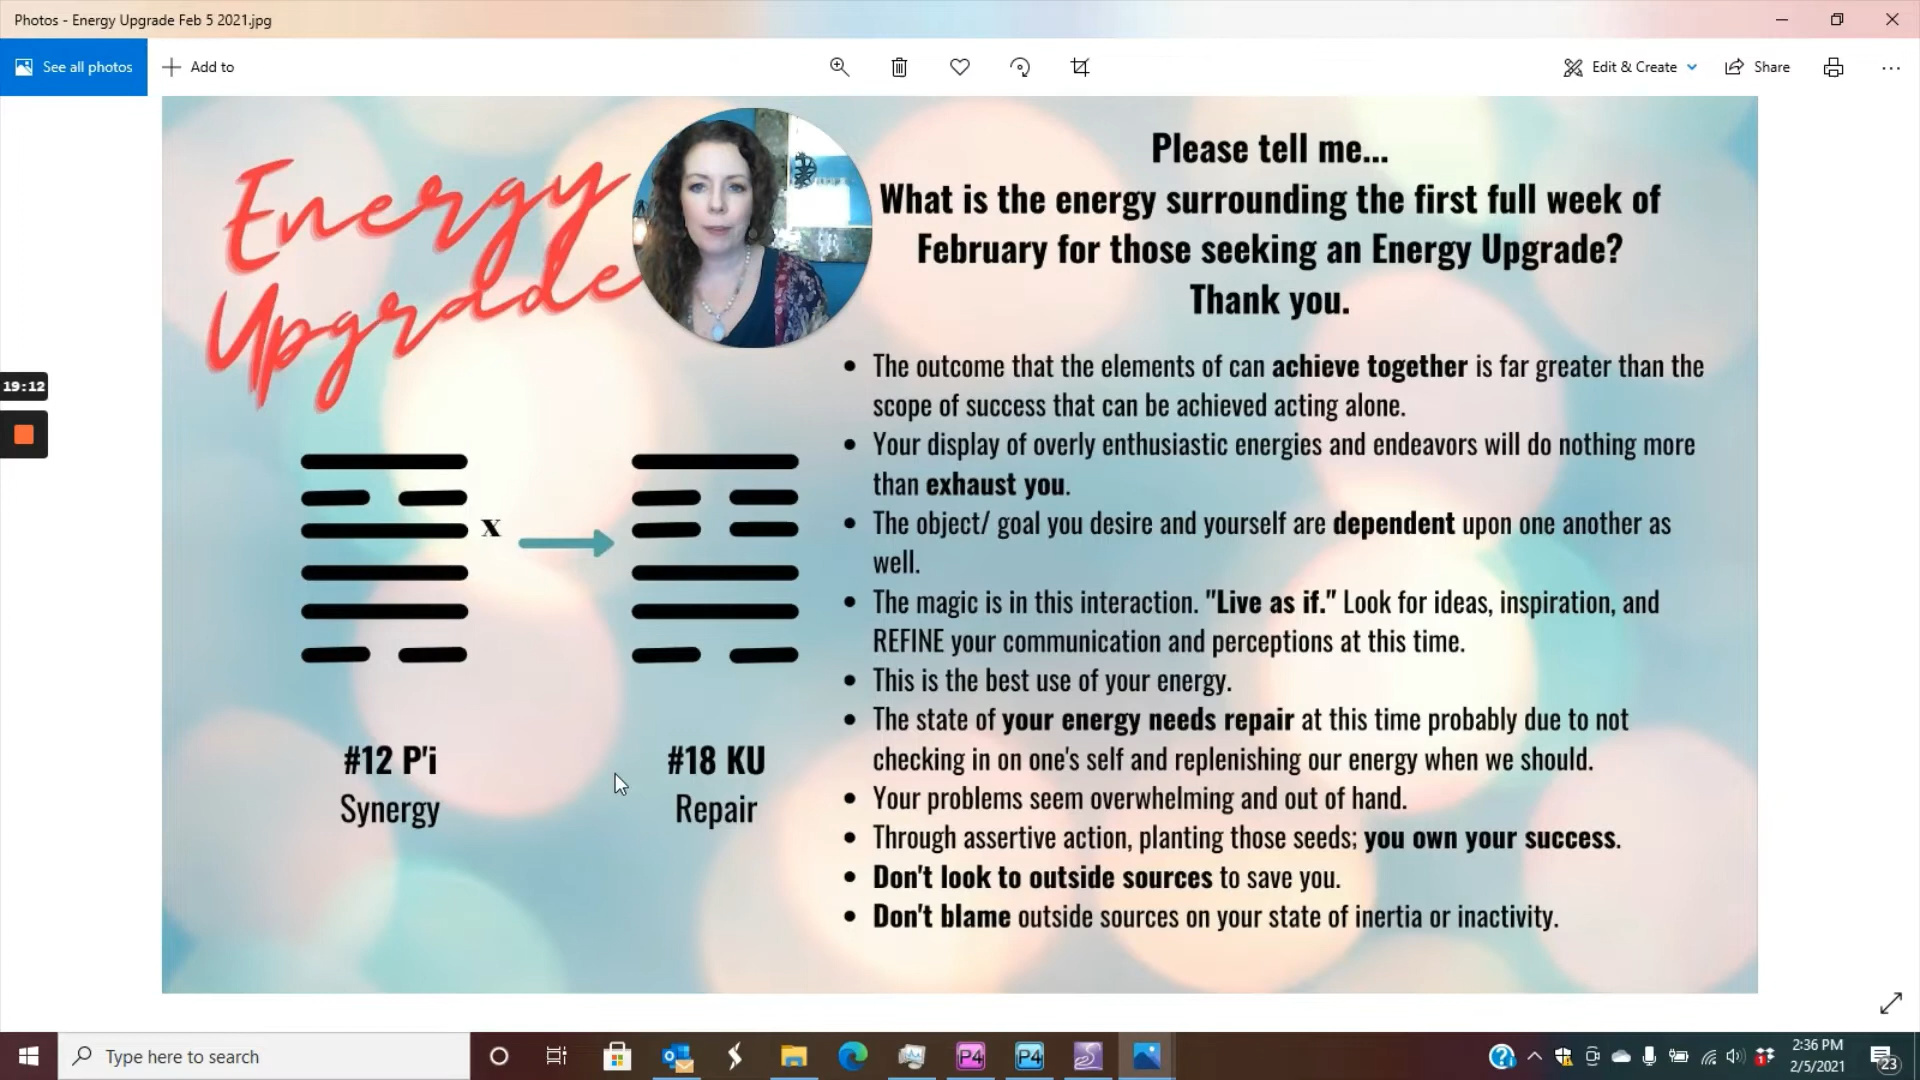 Photos - Energy Upgrade Feb 5 2021.jpg
See all photos
Add to
Edit & Create
Share
Energy
Upgrade
Please tell me...
What is the energy surrounding the first full week of
February for those seeking an Energy Upgrade?
Thank you.
19:12
x
#12 P'i
Synergy
#18 KU
Repair
• The outcome that the elements of can achieve together is far greater than the
scope of success that can be achieved acting alone.
• Your display of overly enthusiastic energies and endeavors will do nothing more
than exhaust you.
• The object/ goal you desire and yourself are dependent upon one another as
well.
• The magic is in this interaction. "Live as if." Look for ideas, inspiration, and
REFINE your communication and perceptions at this time.
• This is the best use of your energy.
• The state of your energy needs repair at this time probably due to not
checking in on one's self and replenishing our energy when we should.
• Your problems seem overwhelming and out of hand.
• Through assertive action, planting those seeds; you own your success.
• Don't look to outside sources to save you.
• Don't blame outside sources on your state of inertia or inactivity.
Type here to search
P4
P4
1
2:36 PM
2/5/2021
23